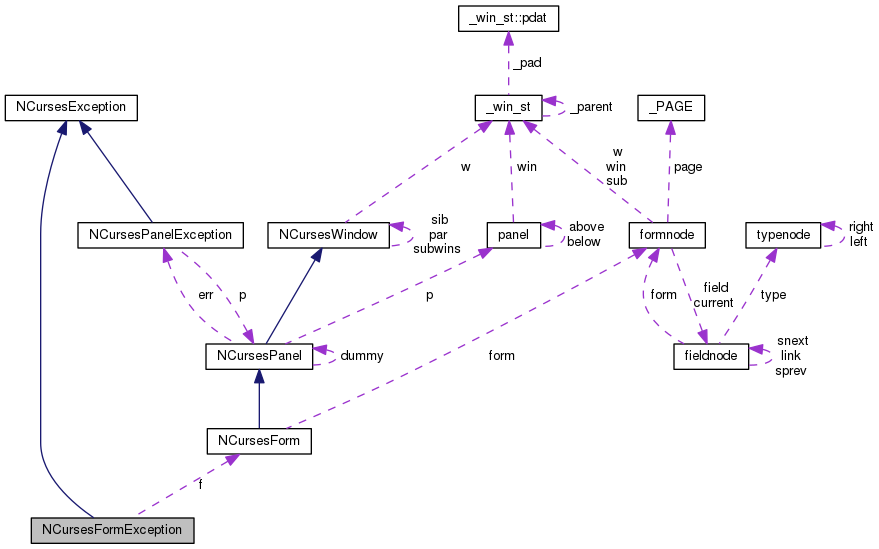 _win_st::pdat
_pad
NCursesException
_win_st
_parent
_PAGE
w
win
w
win
sub
page
NCursesPanelException
NCursesWindow
sib
par
subwins
panel
above
below
formnode
typenode
right
left
err
p
p
form
field
current
type
NCursesPanel
dummy
form
fieldnode
snext
link
sprev
NCursesForm
f
NCursesFormException